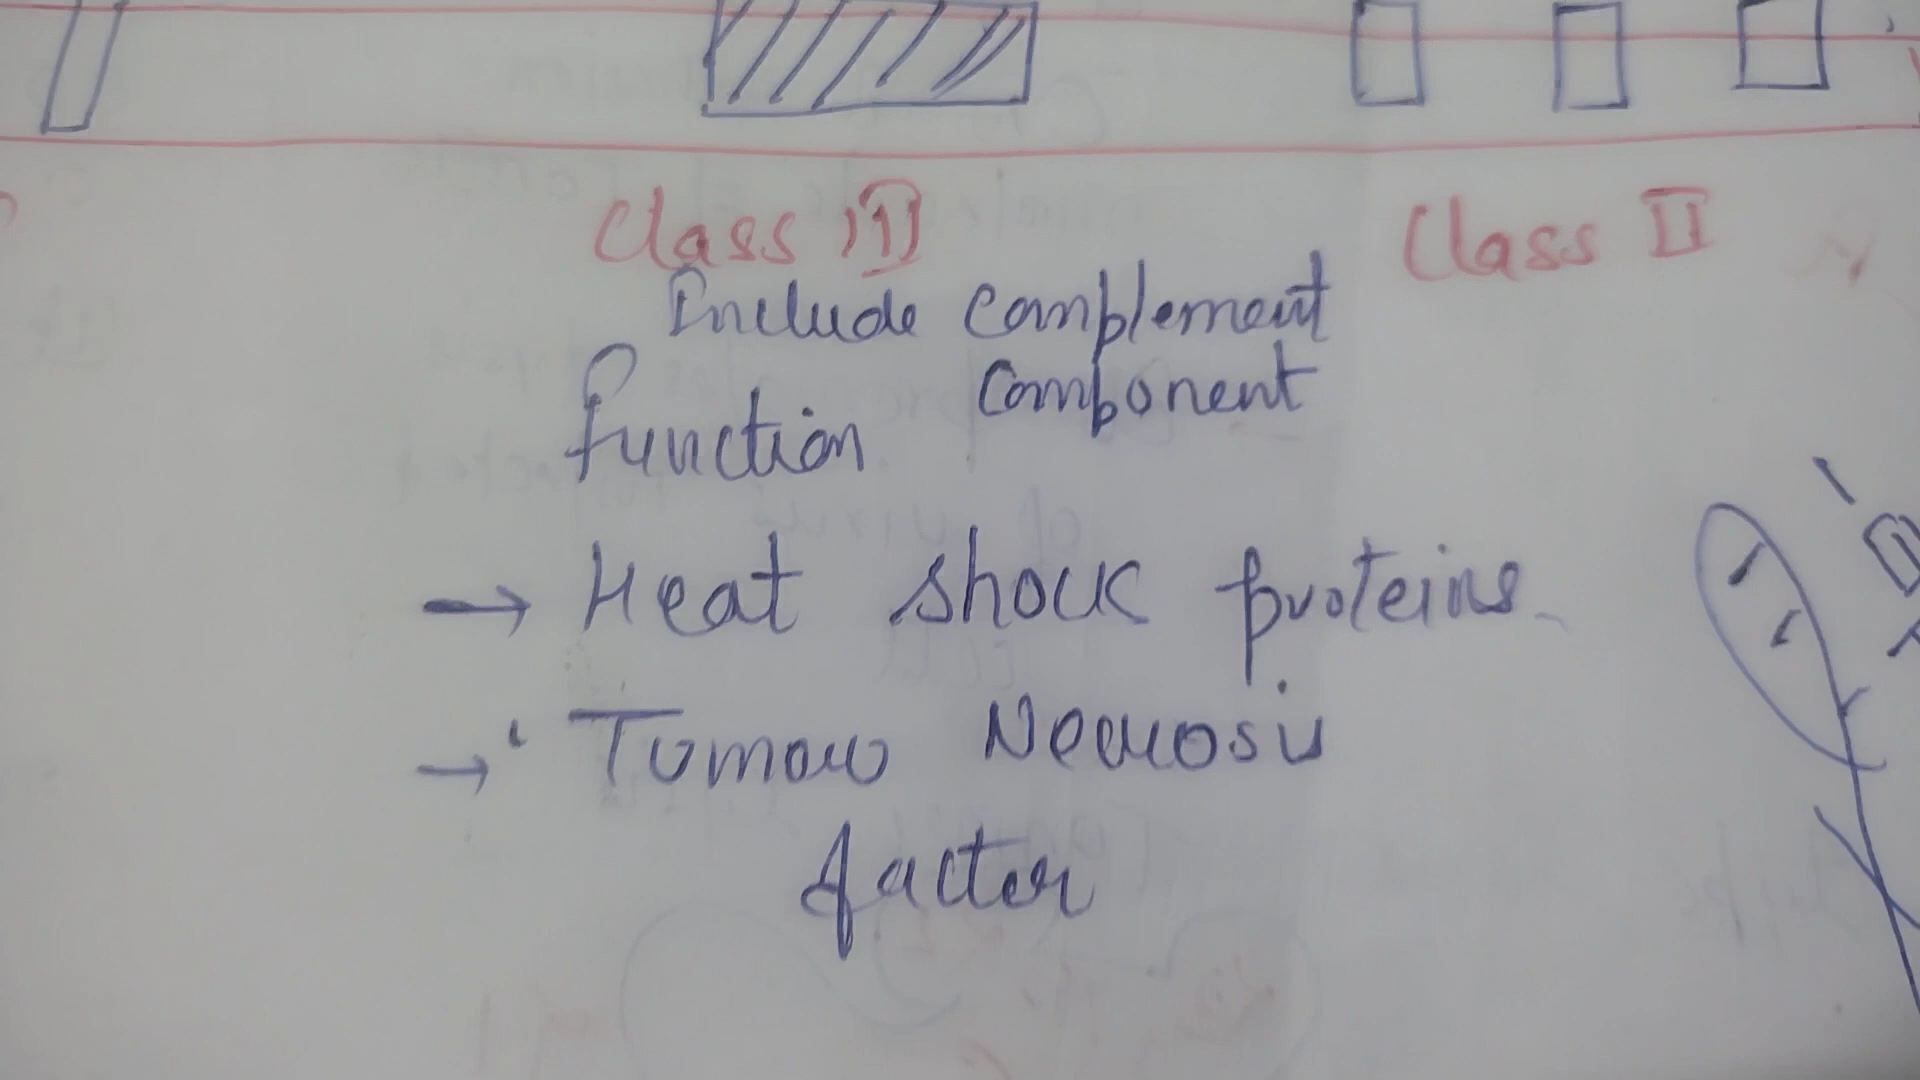 Class III
Class II
Include complement
component
function
→ Heat shock proteins
→ Tumour Necrosis
factor